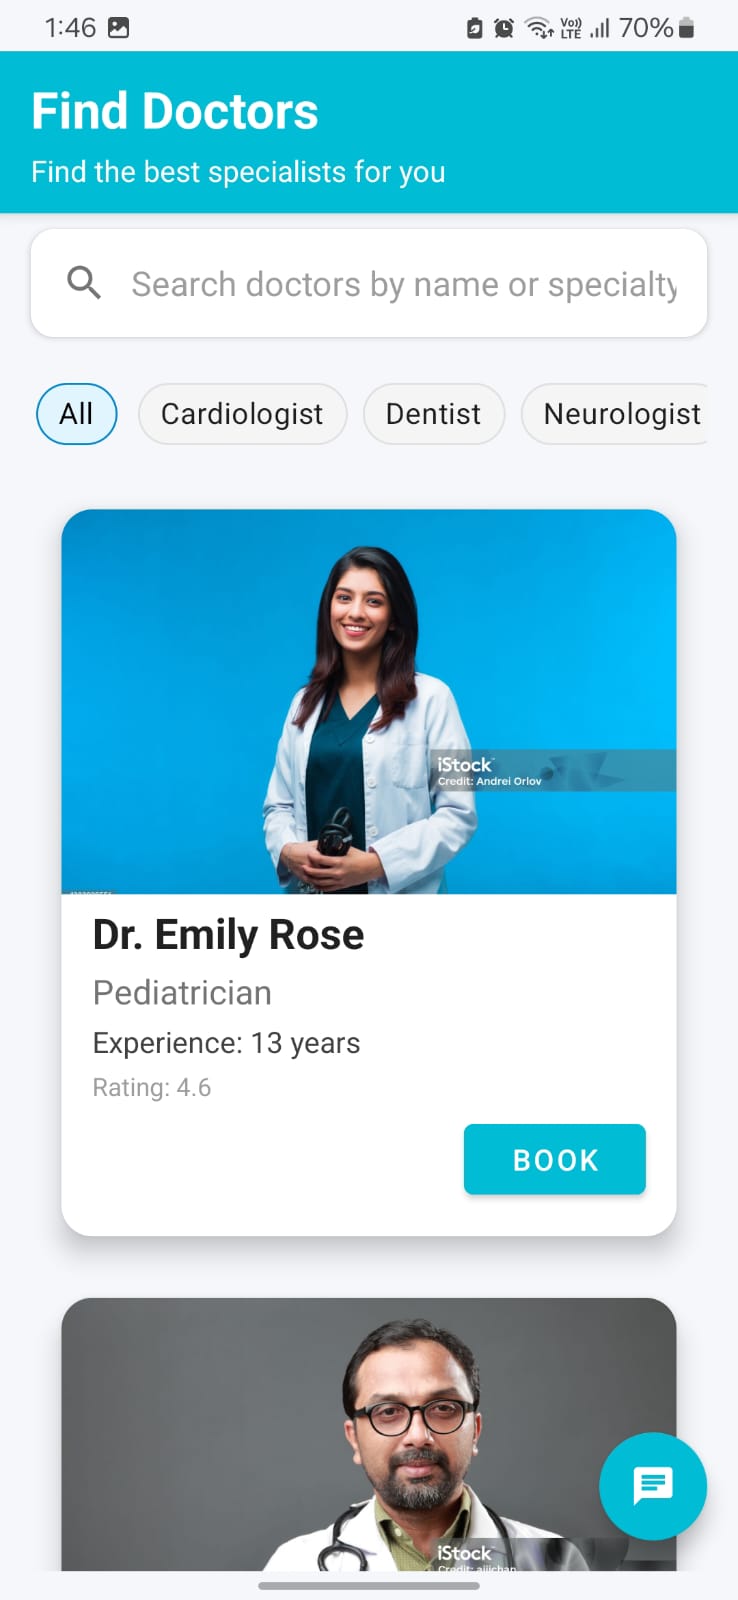 1:46
Vo))
LTE
70%
Find Doctors
Find the best specialists for you
Search doctors by name or specialty
All
Cardiologist
Dentist
Neurologist
iStock
Credit: Andrei Orlov
Dr. Emily Rose
Pediatrician
Experience: 13 years
Rating: 4.6
BOOK
iStock